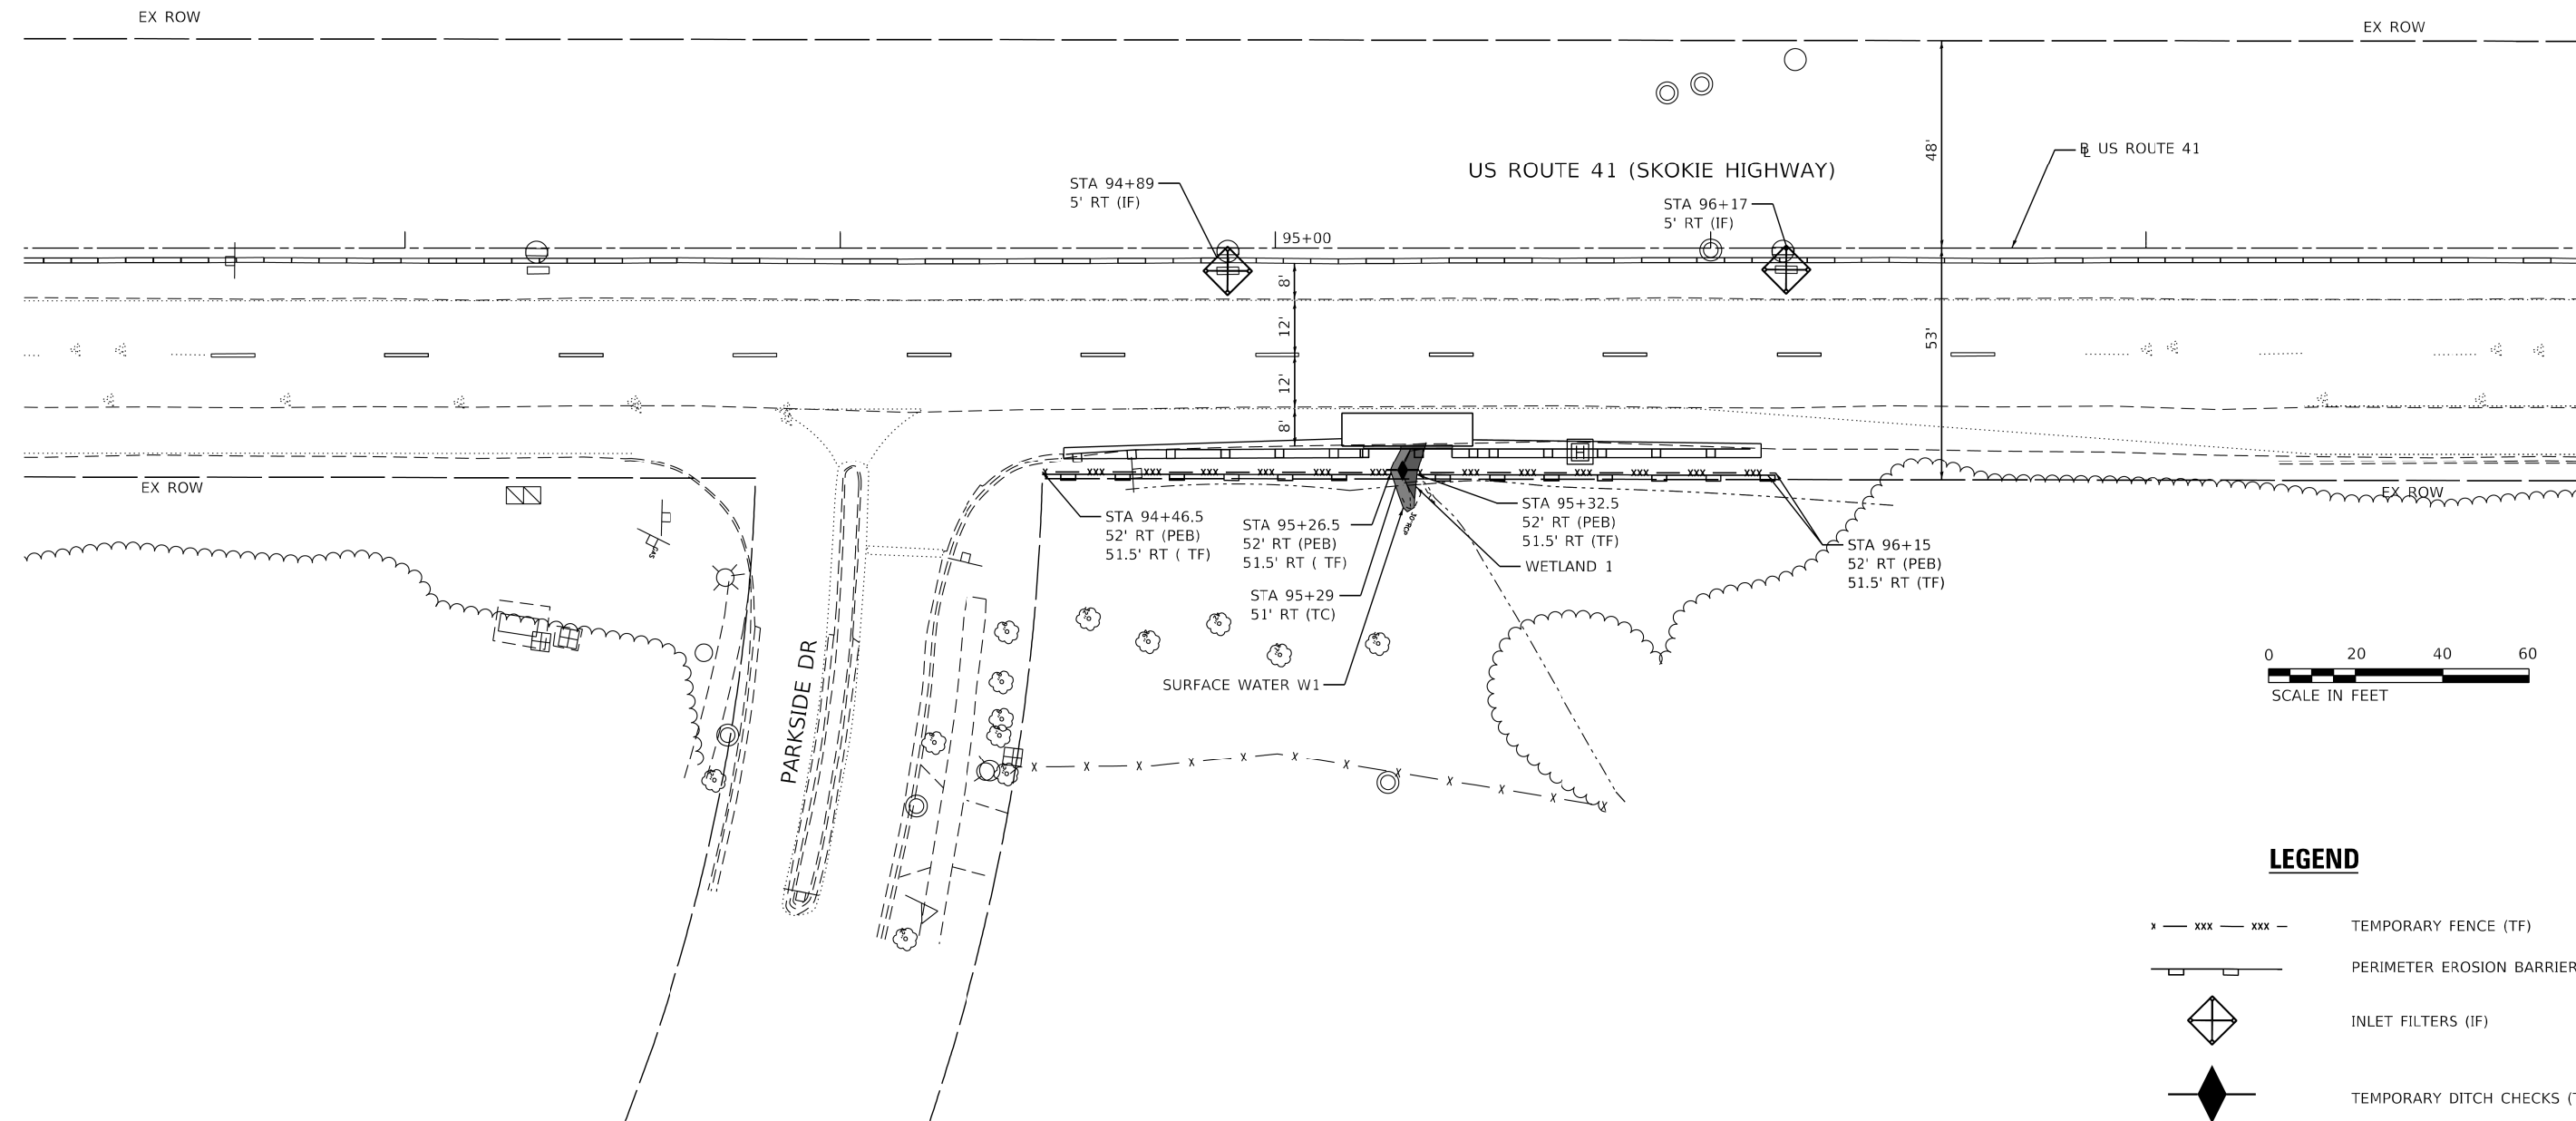 EX ROW
EX ROW
48'
℄ US ROUTE 41
US ROUTE 41 (SKOKIE HIGHWAY)
STA 94+89
5' RT (IF)
STA 96+17
5' RT (IF)
95+00
8'
12'
53'
12'
8'
EX ROW
EX ROW
STA 94+46.5
52' RT (PEB)
51.5' RT ( TF)
STA 95+26.5
52' RT (PEB)
51.5' RT ( TF)
30"RCP
STA 95+32.5
52' RT (PEB)
51.5' RT (TF)
WETLAND 1
STA 96+15
52' RT (PEB)
51.5' RT (TF)
GAS
STA 95+29
51' RT (TC)
SURFACE WATER W1
PARKSIDE DR
0 20 40 60
SCALE IN FEET
LEGEND
X XXX XXX TEMPORARY FENCE (TF)
PERIMETER EROSION BARRIER
INLET FILTERS (IF)
TEMPORARY DITCH CHECKS (